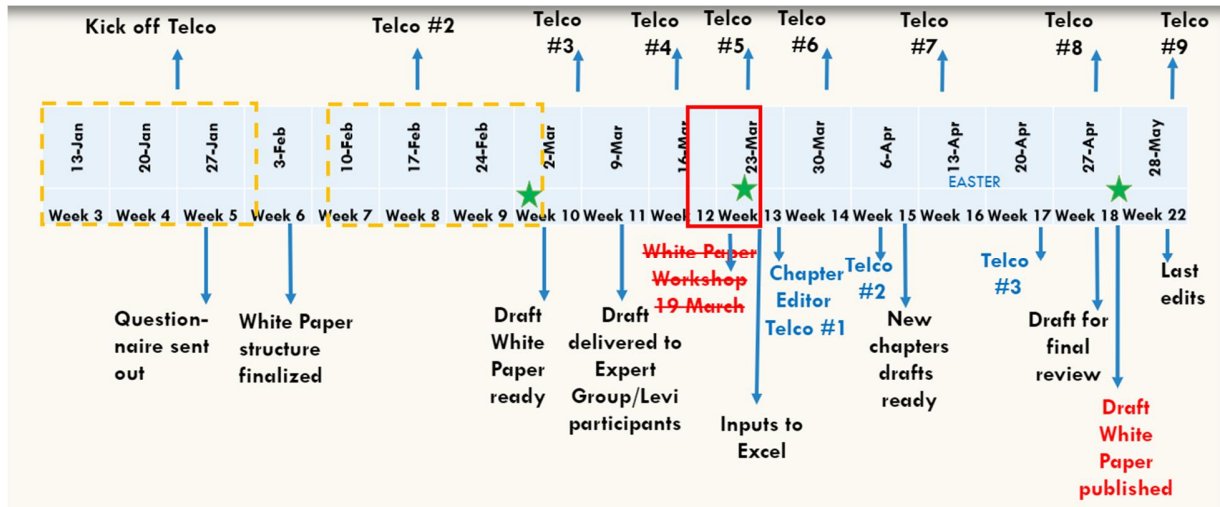 Kick off Telco
Telco #2
Telco
#3
Telco
#4
Telco
#5
Telco
#6
Telco
#7
Telco
#8
Telco
#9
13-Jan
20-Jan
27-Jan
3-Feb
10-Feb
17-Feb
24-Feb
2-Mar
9-Mar
16-Mar
23-Mar
30-Mar
6-Apr
13-Apr
20-Apr
27-Apr
28-May
EASTER
Week 3
Week 4
Week 5
Week 6
Week 7
Week 8
Week 9
Week 10
Week 11
Week 12
Week 13
Week 14
Week 15
Week 16
Week 17
Week 18
Week 22
Question-
naire sent
out
White Paper
structure
finalized
Draft
White
Paper
ready
Draft
delivered to
Expert
Group/Levi
participants
White Paper
Workshop
19 March
Inputs to
Excel
Chapter
Editor
Telco #1
Telco
#2
New
chapters
drafts
ready
Telco
#3
Draft for
final
review
Draft
White
Paper
published
Last
edits